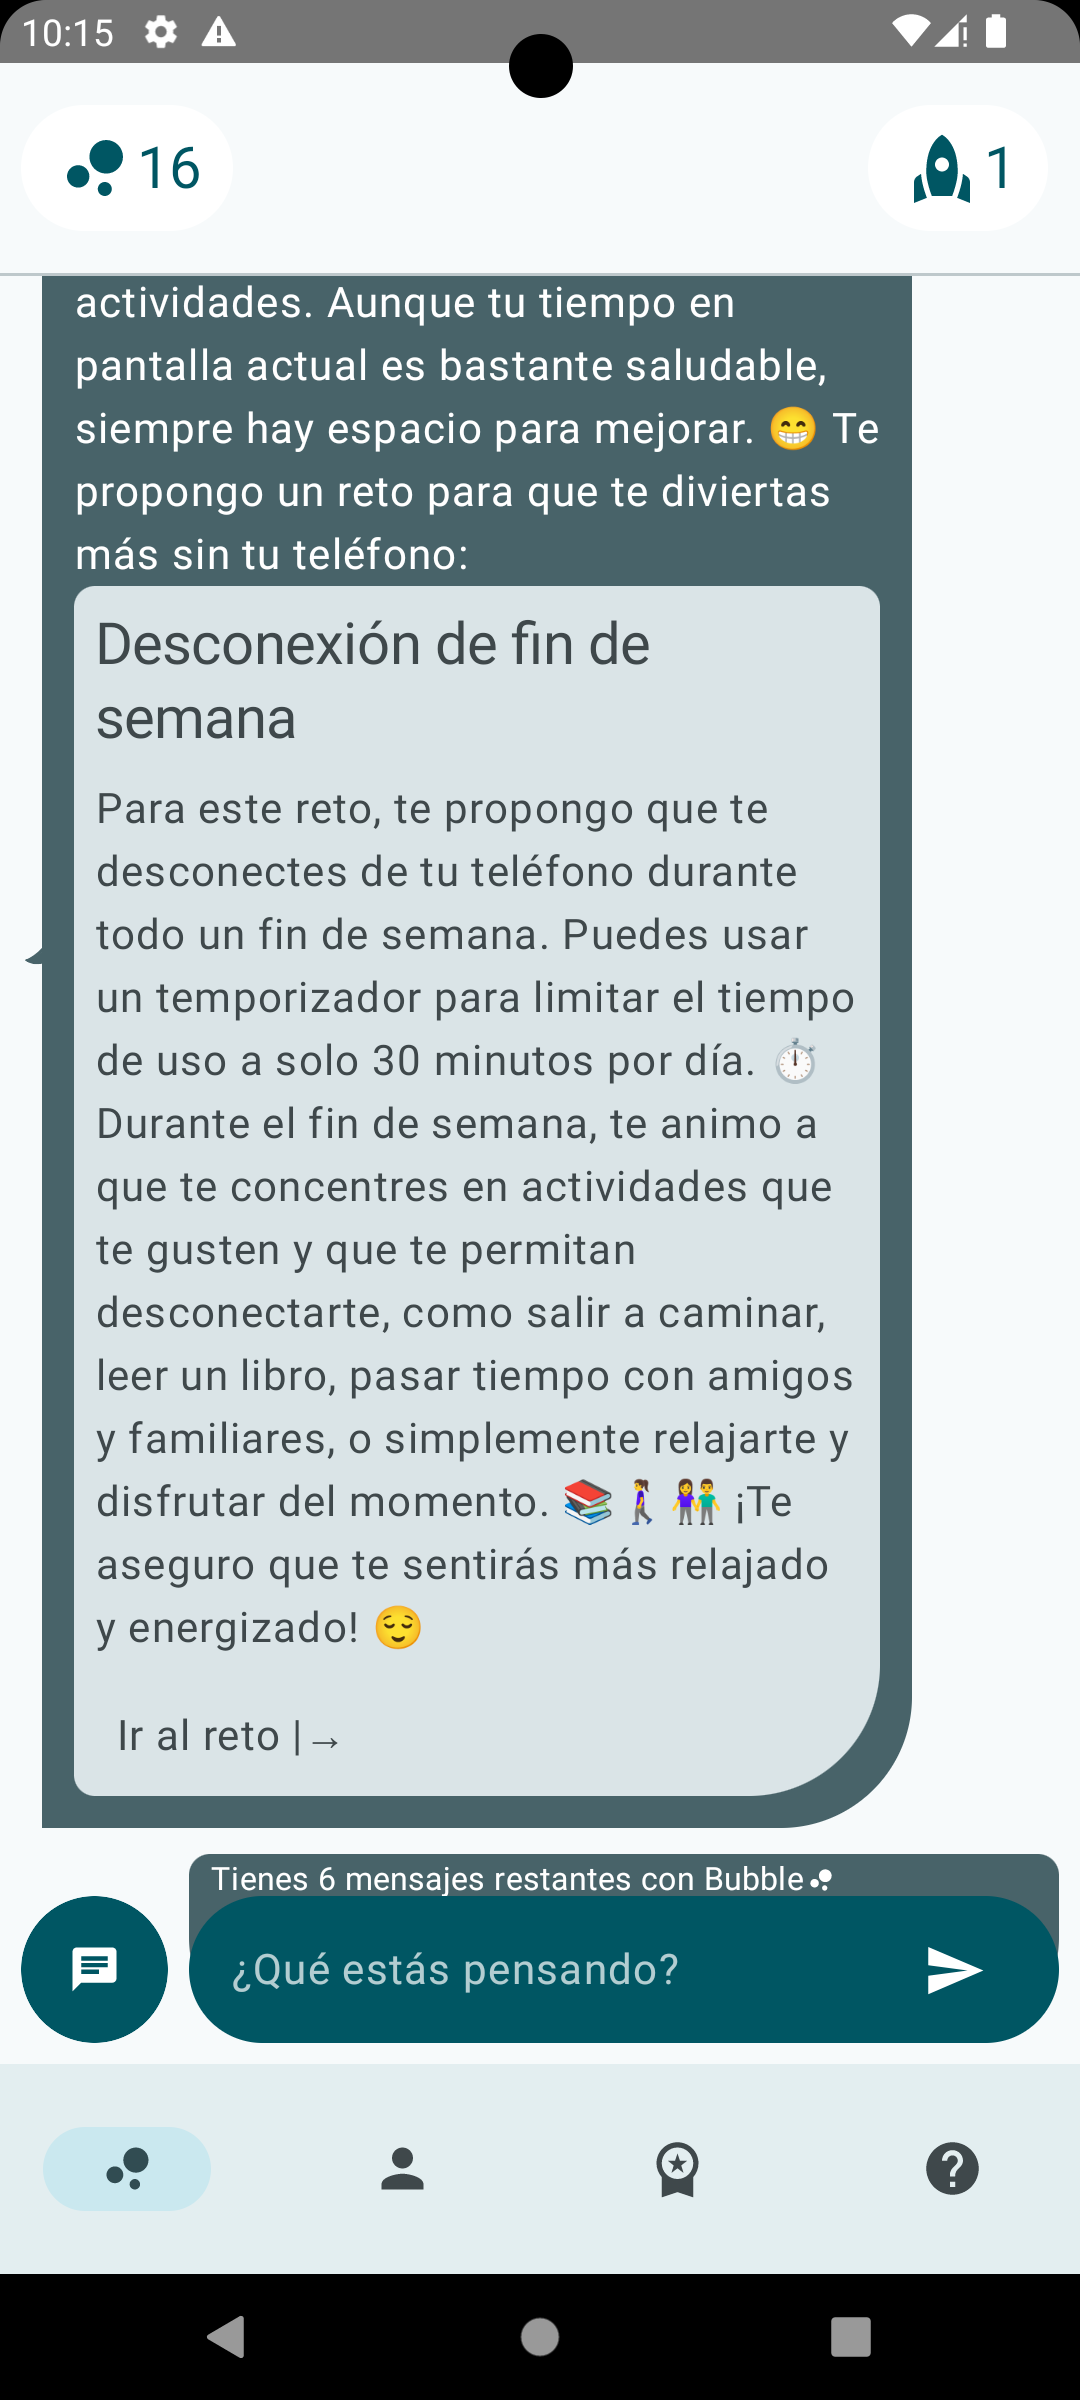 10:15
16
1
actividades. Aunque tu tiempo en
pantalla actual es bastante saludable,
siempre hay espacio para mejorar. 😁 Te
propongo un reto para que te diviertas
más sin tu teléfono:
Desconexión de fin de
semana
Para este reto, te propongo que te
desconectes de tu teléfono durante
todo un fin de semana. Puedes usar
un temporizador para limitar el tiempo
de uso a solo 30 minutos por día. ⏱️
Durante el fin de semana, te animo a
que te concentres en actividades que
te gusten y que te permitan
desconectarte, como salir a caminar,
leer un libro, pasar tiempo con amigos
y familiares, o simplemente relajarte y
disfrutar del momento. 📚🚶‍♀️👫 ¡Te
aseguro que te sentirás más relajado
y energizado! 😌
Ir al reto |→
Tienes 6 mensajes restantes con Bubble
¿Qué estás pensando?